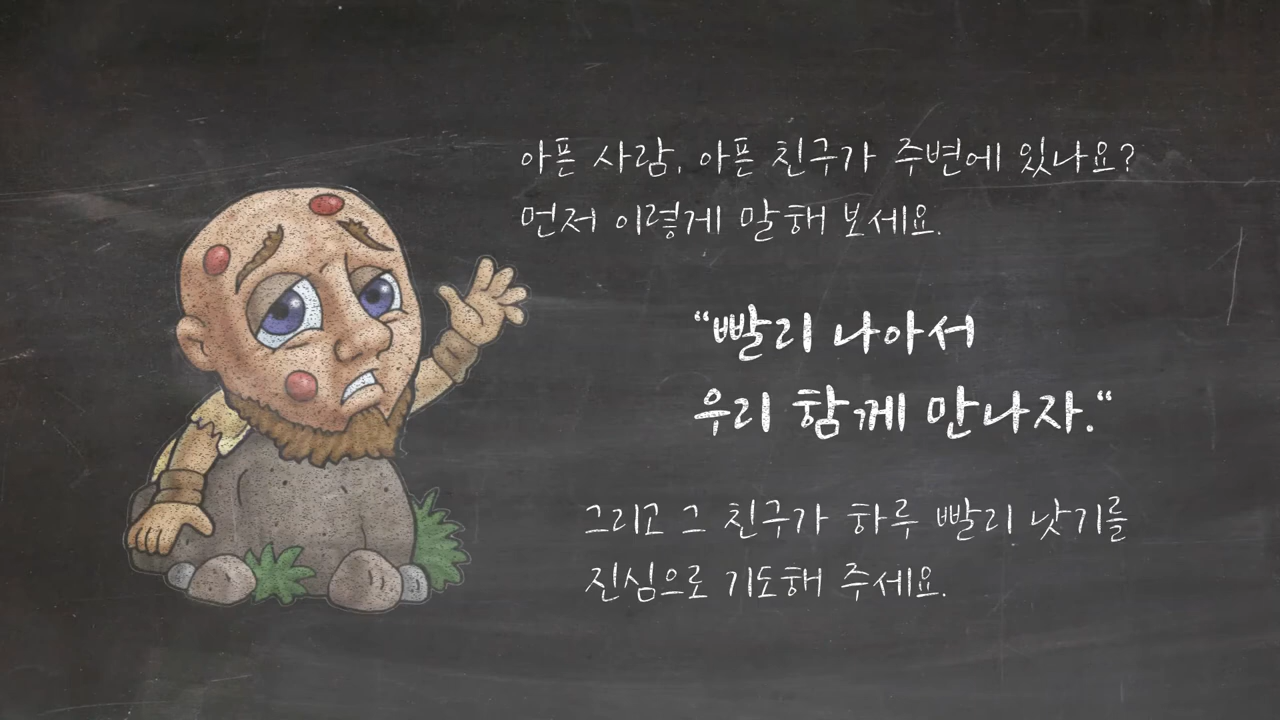 아픈 사람, 아픈 친구가 주변에 있나요?
먼저 이렇게 말해 보세요.
“빨리 나아서
우리 함께 만나자.“
그리고 그 친구가 하루 빨리 낫기를
진심으로 기도해 주세요.